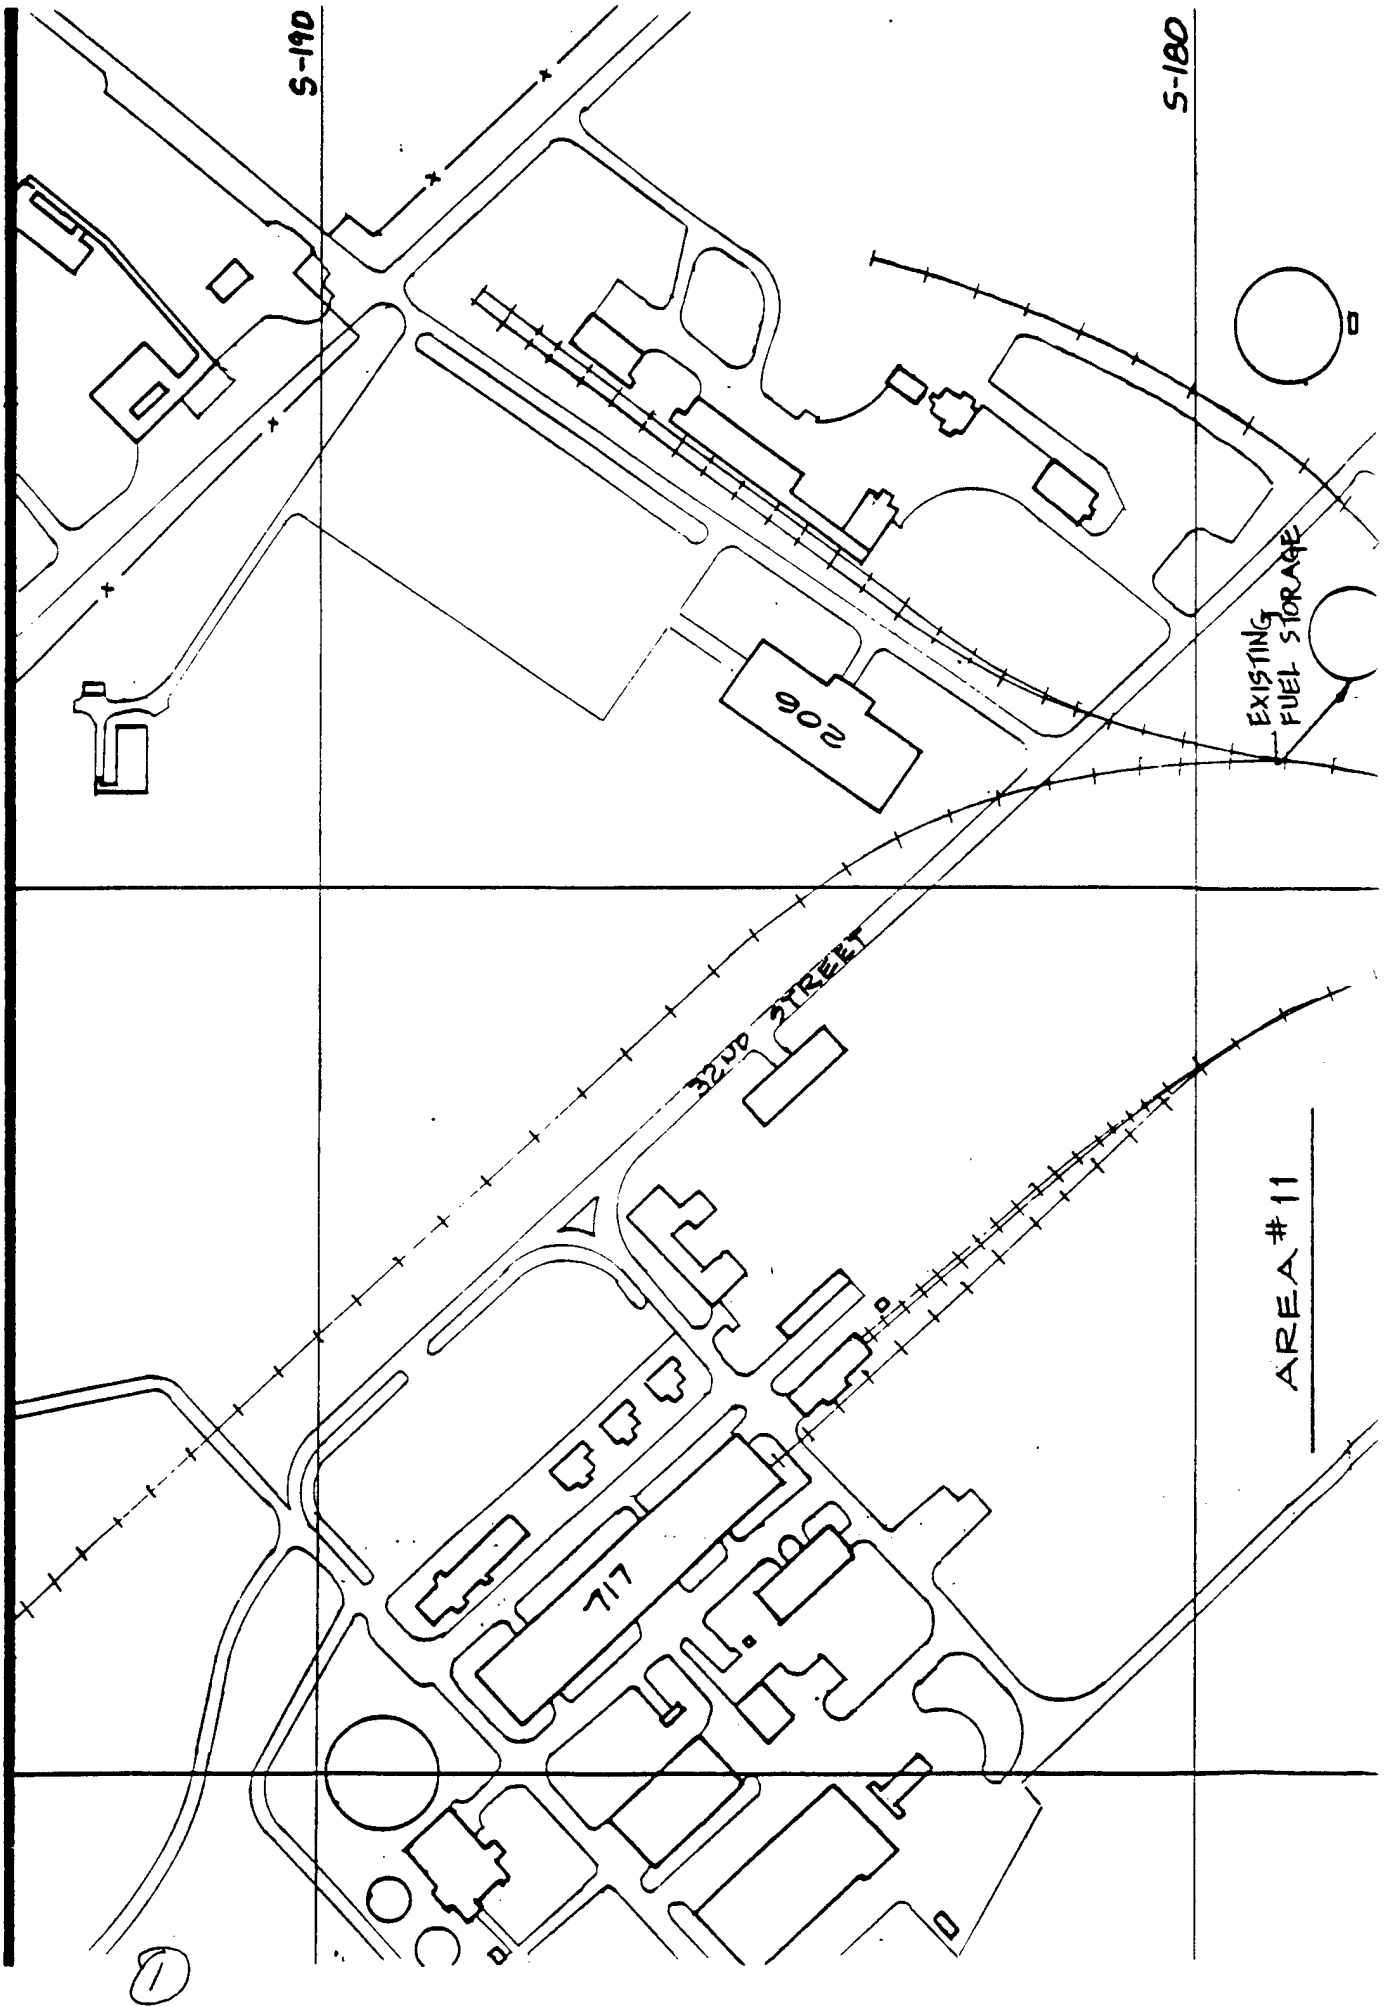 S-190
S-180
EXISTING
FUEL STORAGE
206
32ND STREET
717
AREA #11
1